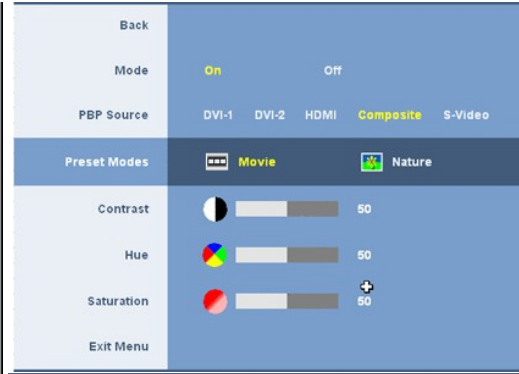 Back
Mode On Off
PBP Source DVI-1 DVI-2 HDMI Composite S-Video
Preset Modes Movie Nature
Contrast 50
Hue 50
Saturation 50
Exit Menu